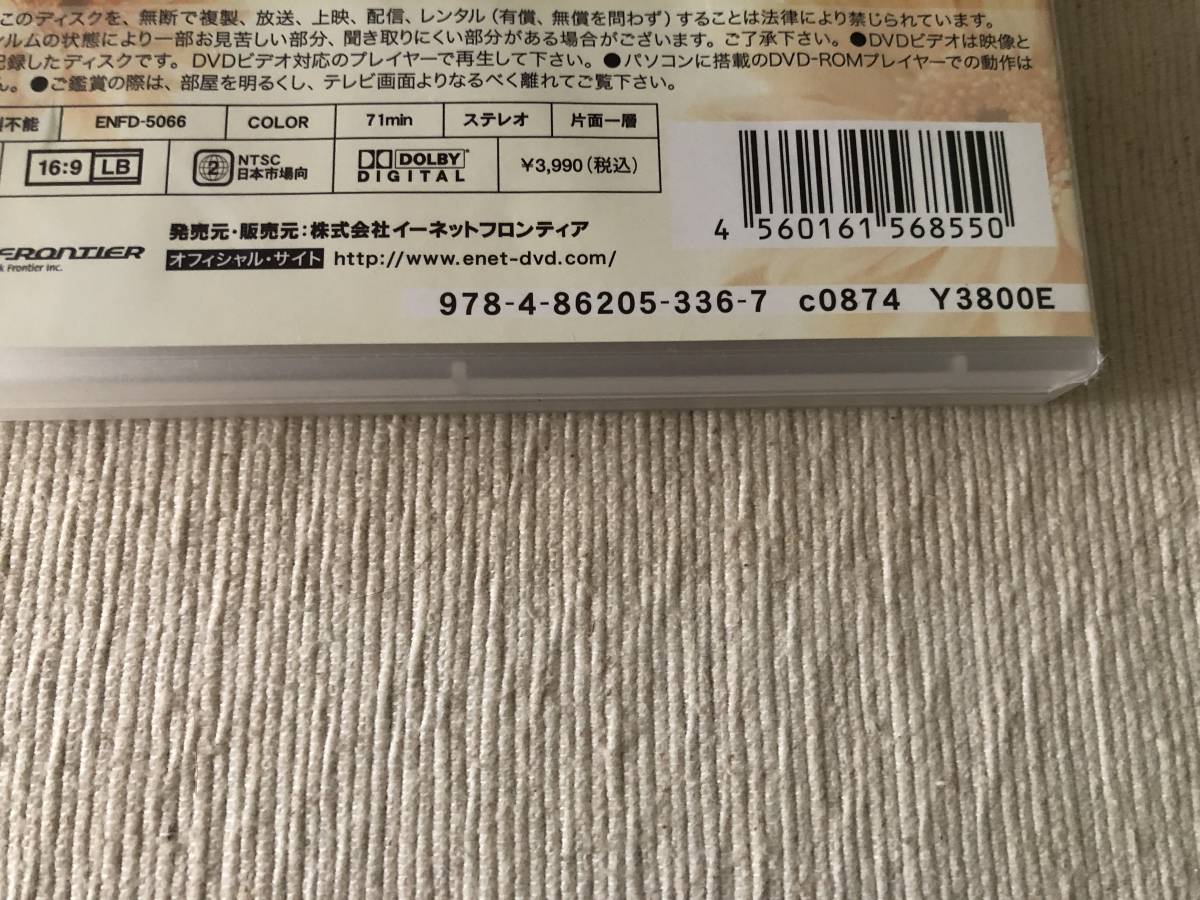 このディスクを、無断で複製、放送、上映、配信、レンタル(有償、無償を問わず)することは法律により禁じられています。
ィルムの状態により一部お見苦しい部分、聞き取りにくい部分がある場合がございます。ご了承下さい。●DVDビデオは映像と
記録したディスクです。DVDビデオ対応のプレイヤーで再生して下さい。●パソコンに搭載のDVD-ROMプレイヤーでの動作は
ん。●ご鑑賞の際は、部屋を明るくし、テレビ画面よりなるべく離れてご覧下さい。
不能 ENFD-5066 COLOR 71min ステレオ 片面一層
16:9 LB 2 NTSC 日本市場向 DOLBY DIGITAL ¥3,990(税込)
4 560161 568550
FRONTIER
k Frontier Inc.
発売元・販売元:株式会社イーネットフロンティア
オフィシャル・サイト http://www.enet-dvd.com/
978-4-86205-336-7 c0874 Y3800E